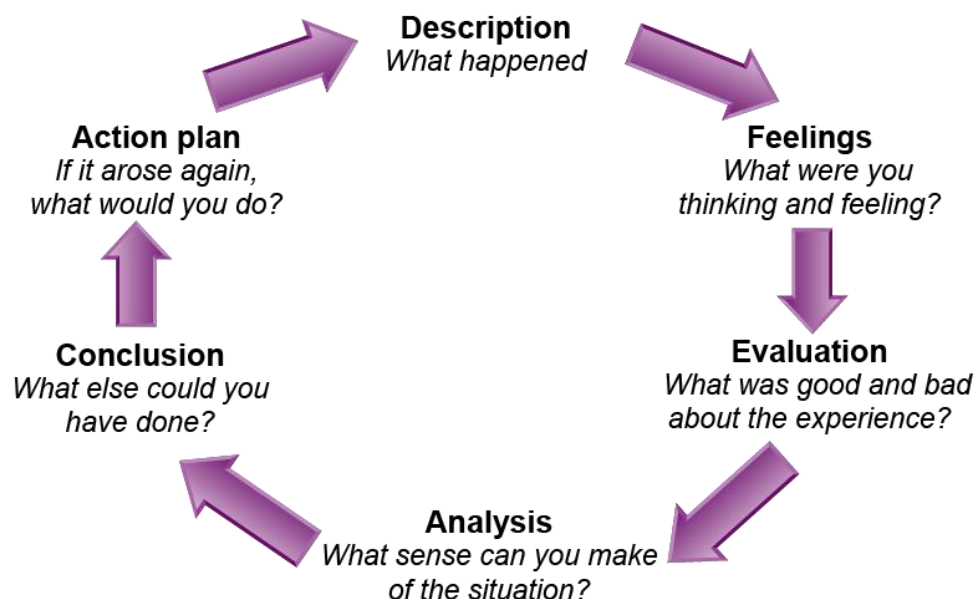 Description
What happened
Feelings
What were you
thinking and feeling?
Evaluation
What was good and bad
about the experience?
Analysis
What sense can you make
of the situation?
Conclusion
What else could you
have done?
Action plan
If it arose again,
what would you do?